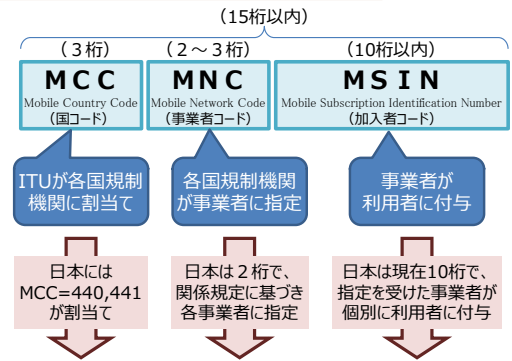 （15桁以内）
（３桁）
（２～３桁）
（10桁以内）
ＭＣＣ
Mobile Country Code
（国コード）
ＭＮＣ
Mobile Network Code
（事業者コード）
ＭＳＩＮ
Mobile Subscription Identification Number
（加入者コード）
ITUが各国規制
機関に割当て
各国規制機関
が事業者に指定
事業者が
利用者に付与
日本には
MCC=440,441
が割当て
日本は２桁で、
関係規定に基づき
各事業者に指定
日本は現在10桁で、
指定を受けた事業者が
個別に利用者に付与